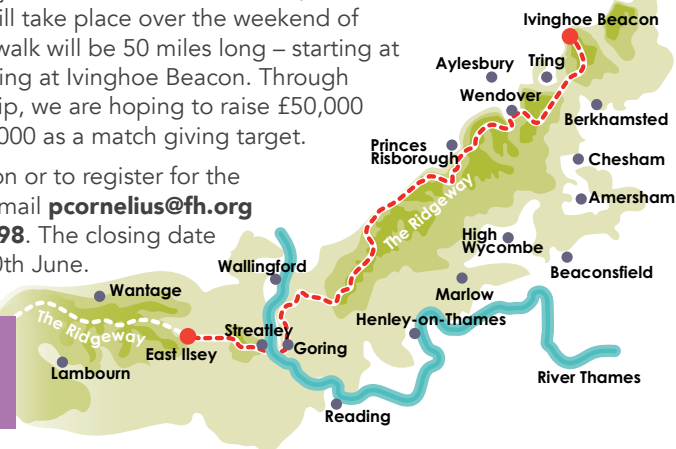 ill take place over the weekend of
walk will be 50 miles long – starting at
ing at Ivinghoe Beacon. Through
ip, we are hoping to raise £50,000
,000 as a match giving target.
on or to register for the
mail pcornelius@fh.org
98. The closing date
0th June.
Ivinghoe Beacon
Aylesbury
Tring
Wendover
Berkhamsted
Princes
Risborough
Chesham
Amersham
The Ridgeway
High
Wycombe
Beaconsfield
Wallingford
Wantage
Marlow
Henley-on-Thames
The Ridgeway
Streatley
East Ilsey
Goring
Lambourn
River Thames
Reading